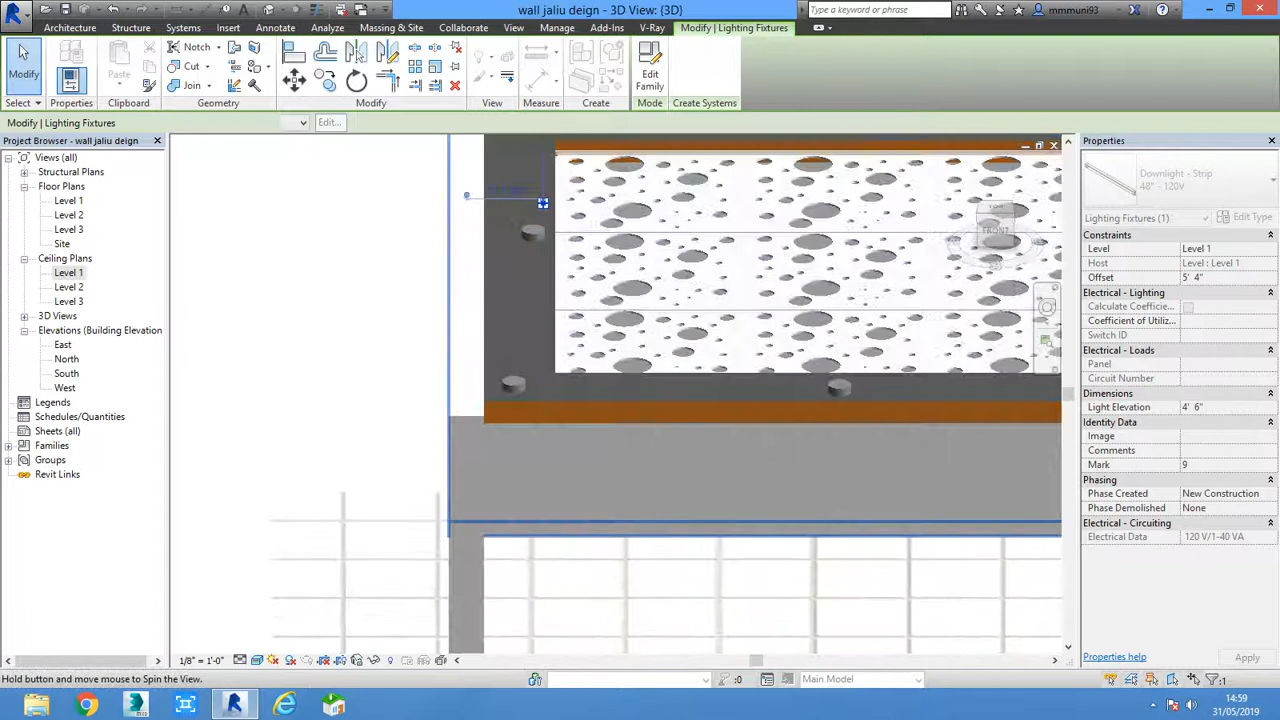 wall jaliu deign - 3D View: {3D}
Type a keyword or phrase
mmmuni93
Architecture Structure Systems Insert Annotate Analyze Massing & Site Collaborate View Manage Add-Ins V-Ray Modify | Lighting Fixtures
Modify
Paste
Notch
Cut
Join
Edit Family
Select Properties Clipboard Geometry Modify View Measure Create Mode Create Systems
Modify | Lighting Fixtures
Edit...
Project Browser - wall jaliu deign
Views (all)
Structural Plans
Floor Plans
Level 1
Level 2
Level 3
Site
Ceiling Plans
Level 1
Level 2
Level 3
3D Views
Elevations (Building Elevation
East
North
South
West
Legends
Schedules/Quantities
Sheets (all)
Families
Groups
Revit Links
FRONT
Properties
Downlight - Strip
48" - 120V
Lighting Fixtures (1)
Edit Type
Constraints
Level Level 1
Host Level : Level 1
Offset 5' 4"
Electrical - Lighting
Calculate Coefficie...
Coefficient of Utiliz...
Switch ID
Electrical - Loads
Panel
Circuit Number
Dimensions
Light Elevation 4' 6"
Identity Data
Image
Comments
Mark 9
Phasing
Phase Created New Construction
Phase Demolished None
Electrical - Circuiting
Electrical Data 120 V/1-40 VA
Properties help
Apply
1/8" = 1'-0"
Hold button and move mouse to Spin the View.
:0
Main Model
:1
14:59
31/05/2019